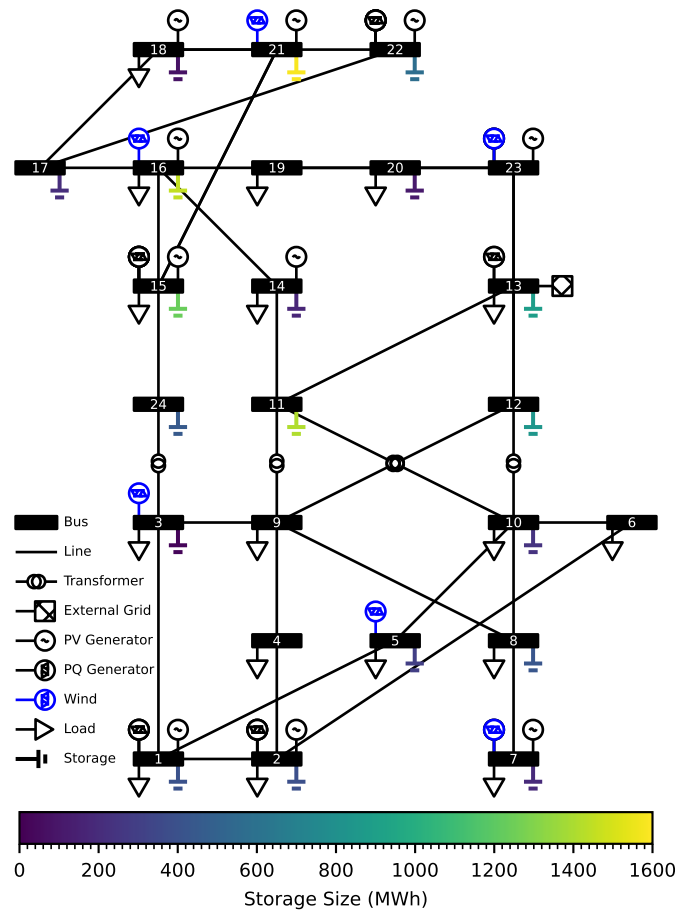 18 21 22
17 16 19 20 23
15 14 13
24 11 12
3 9 10 6
4 5 8
1 2 7
Bus
Line
Transformer
External Grid
PV Generator
PQ Generator
Wind
Load
Storage
0 200 400 600 800 1000 1200 1400 1600
Storage Size (MWh)